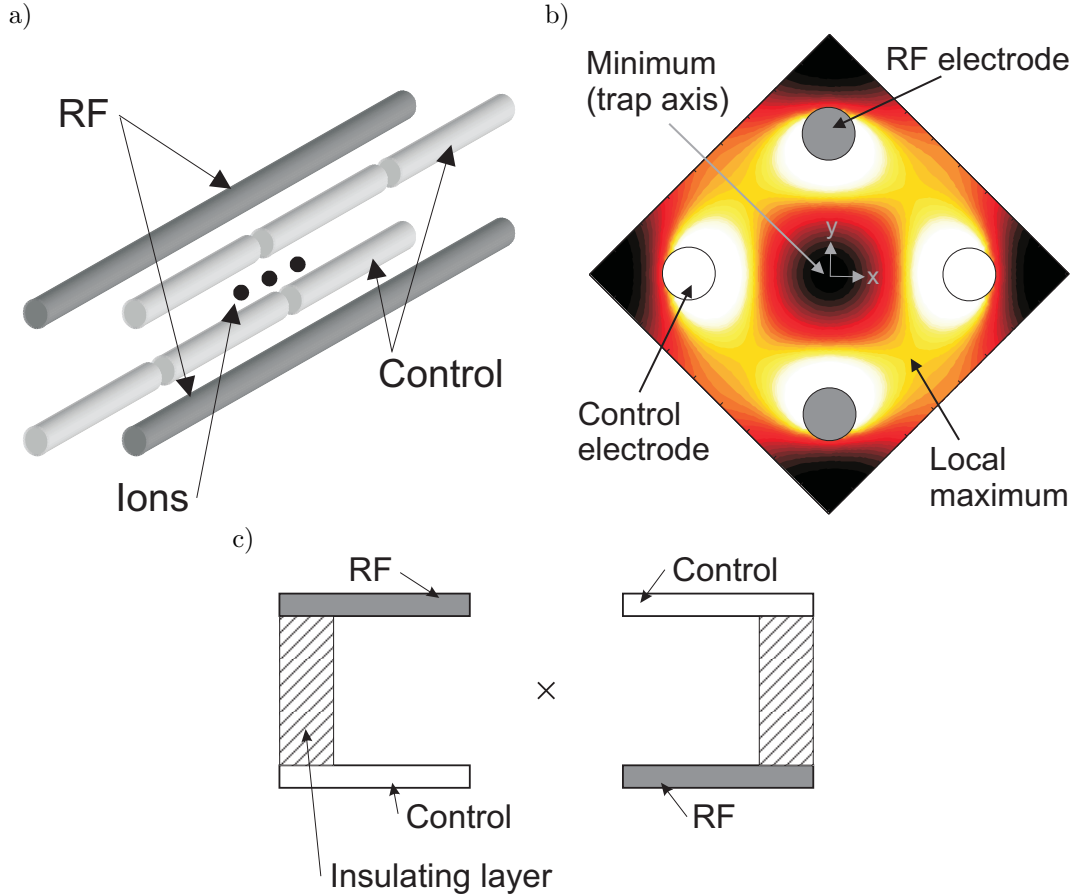 a)
RF
Control
Ions
b)
Minimum
(trap axis)
RF electrode
y
x
Control
electrode
Local
maximum
c)
RF
Control
×
Control
RF
Insulating layer